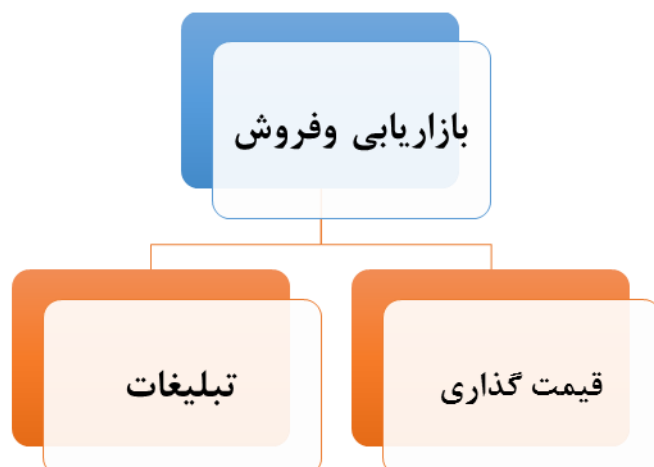 بازاریابی وفروش
قیمت گذاری
تبلیغات